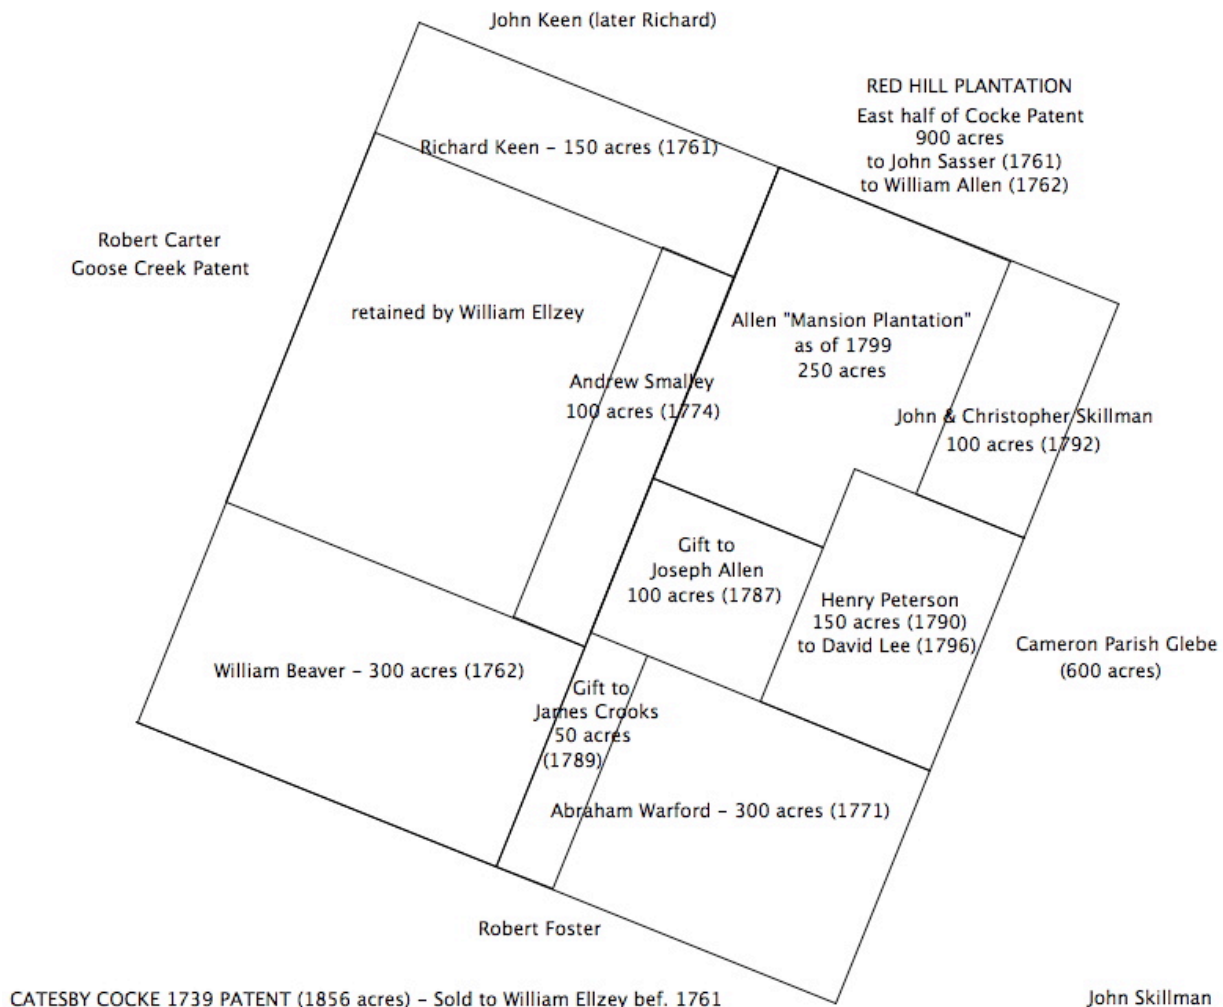 John Keen (later Richard)
RED HILL PLANTATION
East half of Cocke Patent
900 acres
to John Sasser (1761)
to William Allen (1762)
Richard Keen – 150 acres (1761)
Robert Carter
Goose Creek Patent
retained by William Ellzey
Allen "Mansion Plantation"
as of 1799
250 acres
Andrew Smalley
100 acres (1774)
John & Christopher Skillman
100 acres (1792)
Gift to
Joseph Allen
100 acres (1787)
Henry Peterson
150 acres (1790)
to David Lee (1796)
Cameron Parish Glebe
(600 acres)
William Beaver – 300 acres (1762)
Gift to
James Crooks
50 acres
(1789)
Abraham Warford – 300 acres (1771)
Robert Foster
CATESBY COCKE 1739 PATENT (1856 acres) – Sold to William Ellzey bef. 1761
John Skillman